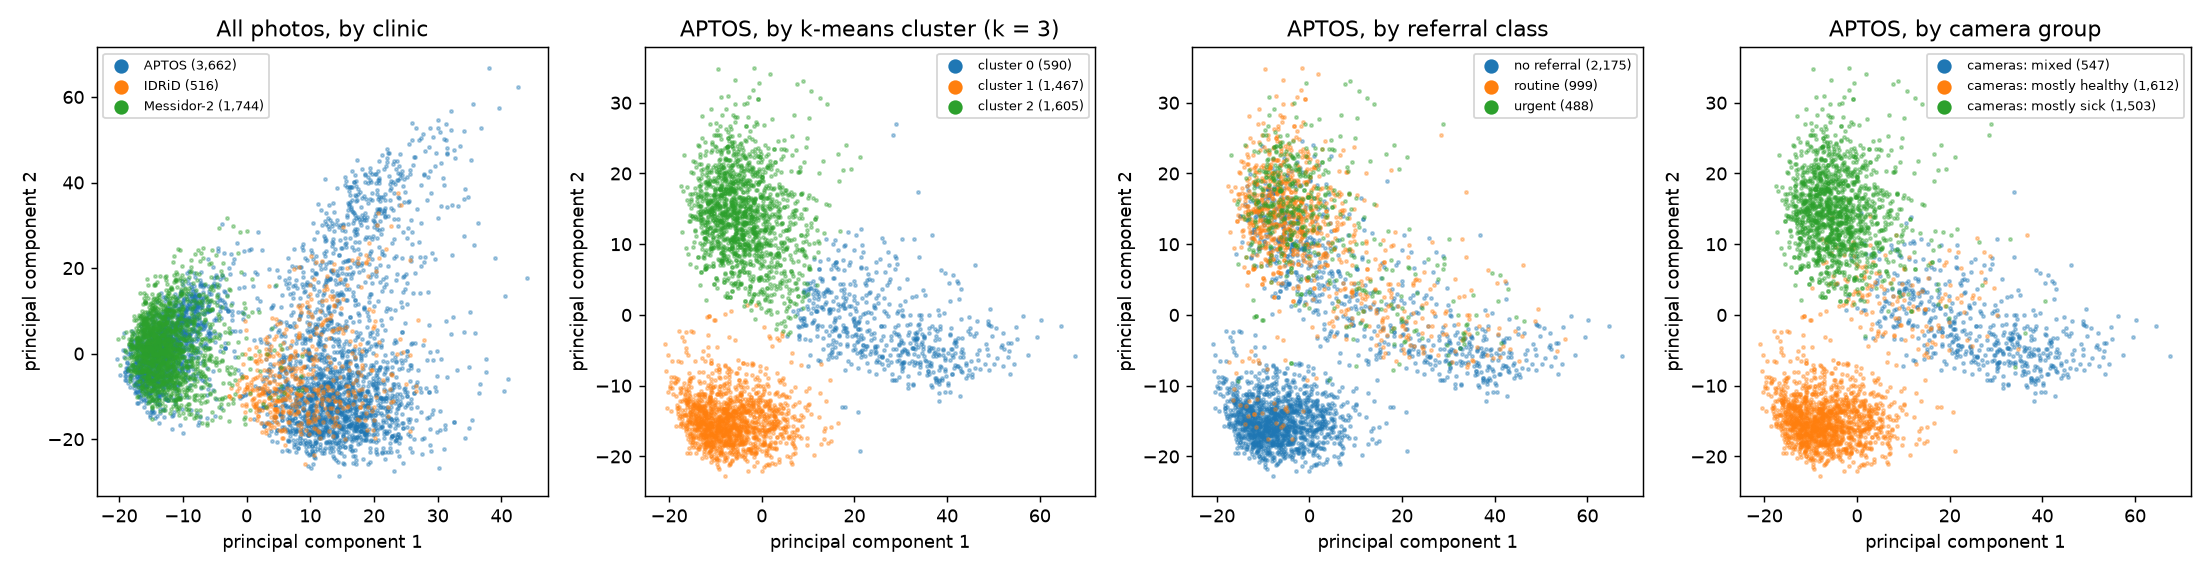 All photos, by clinic
APTOS (3,662)
IDRiD (516)
Messidor-2 (1,744)
60
40
20
0
−20
−20
−10
0
10
20
30
40
principal component 2
principal component 1
APTOS, by k-means cluster (k = 3)
cluster 0 (590)
cluster 1 (1,467)
cluster 2 (1,605)
30
20
10
0
−10
−20
−20
0
20
40
60
principal component 2
principal component 1
APTOS, by referral class
no referral (2,175)
routine (999)
urgent (488)
30
20
10
0
−10
−20
−20
0
20
40
60
principal component 2
principal component 1
APTOS, by camera group
cameras: mixed (547)
cameras: mostly healthy (1,612)
cameras: mostly sick (1,503)
30
20
10
0
−10
−20
−20
0
20
40
60
principal component 2
principal component 1